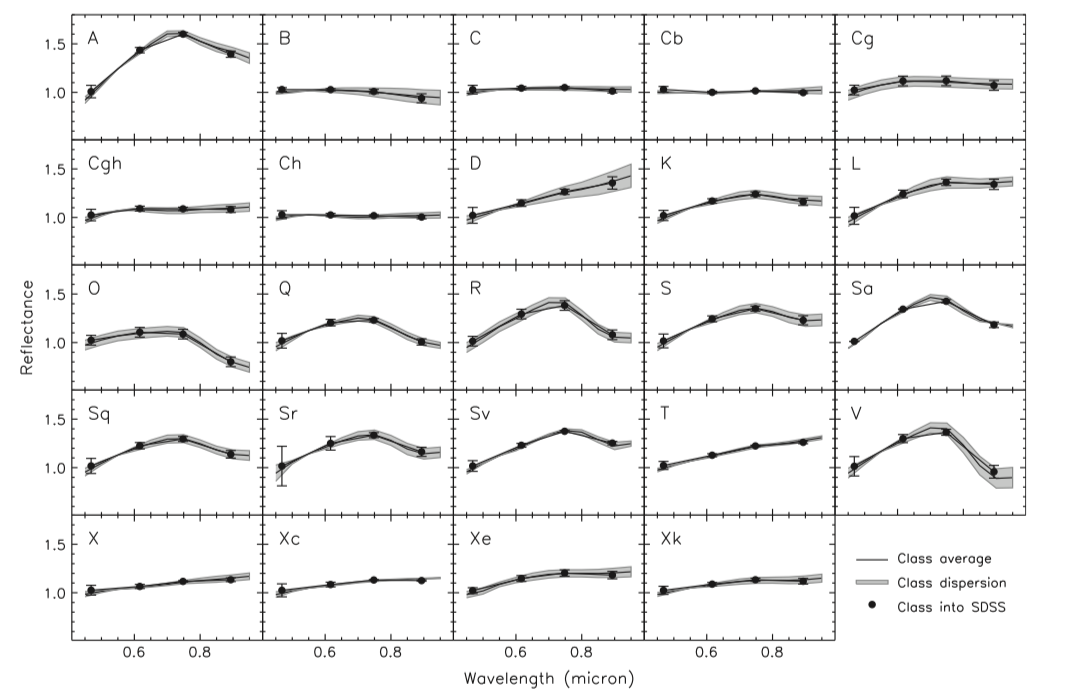 A B C Cb Cg
1.5
1.0
Cgh Ch D K L
1.5
1.0
O Q R S Sa
1.5
1.0
Reflectance
Sq Sr Sv T V
1.5
1.0
X Xc Xe Xk
1.5
1.0
Class average
Class dispersion
Class into SDSS
0.6 0.8 0.6 0.8 0.6 0.8 0.6 0.8
Wavelength (micron)